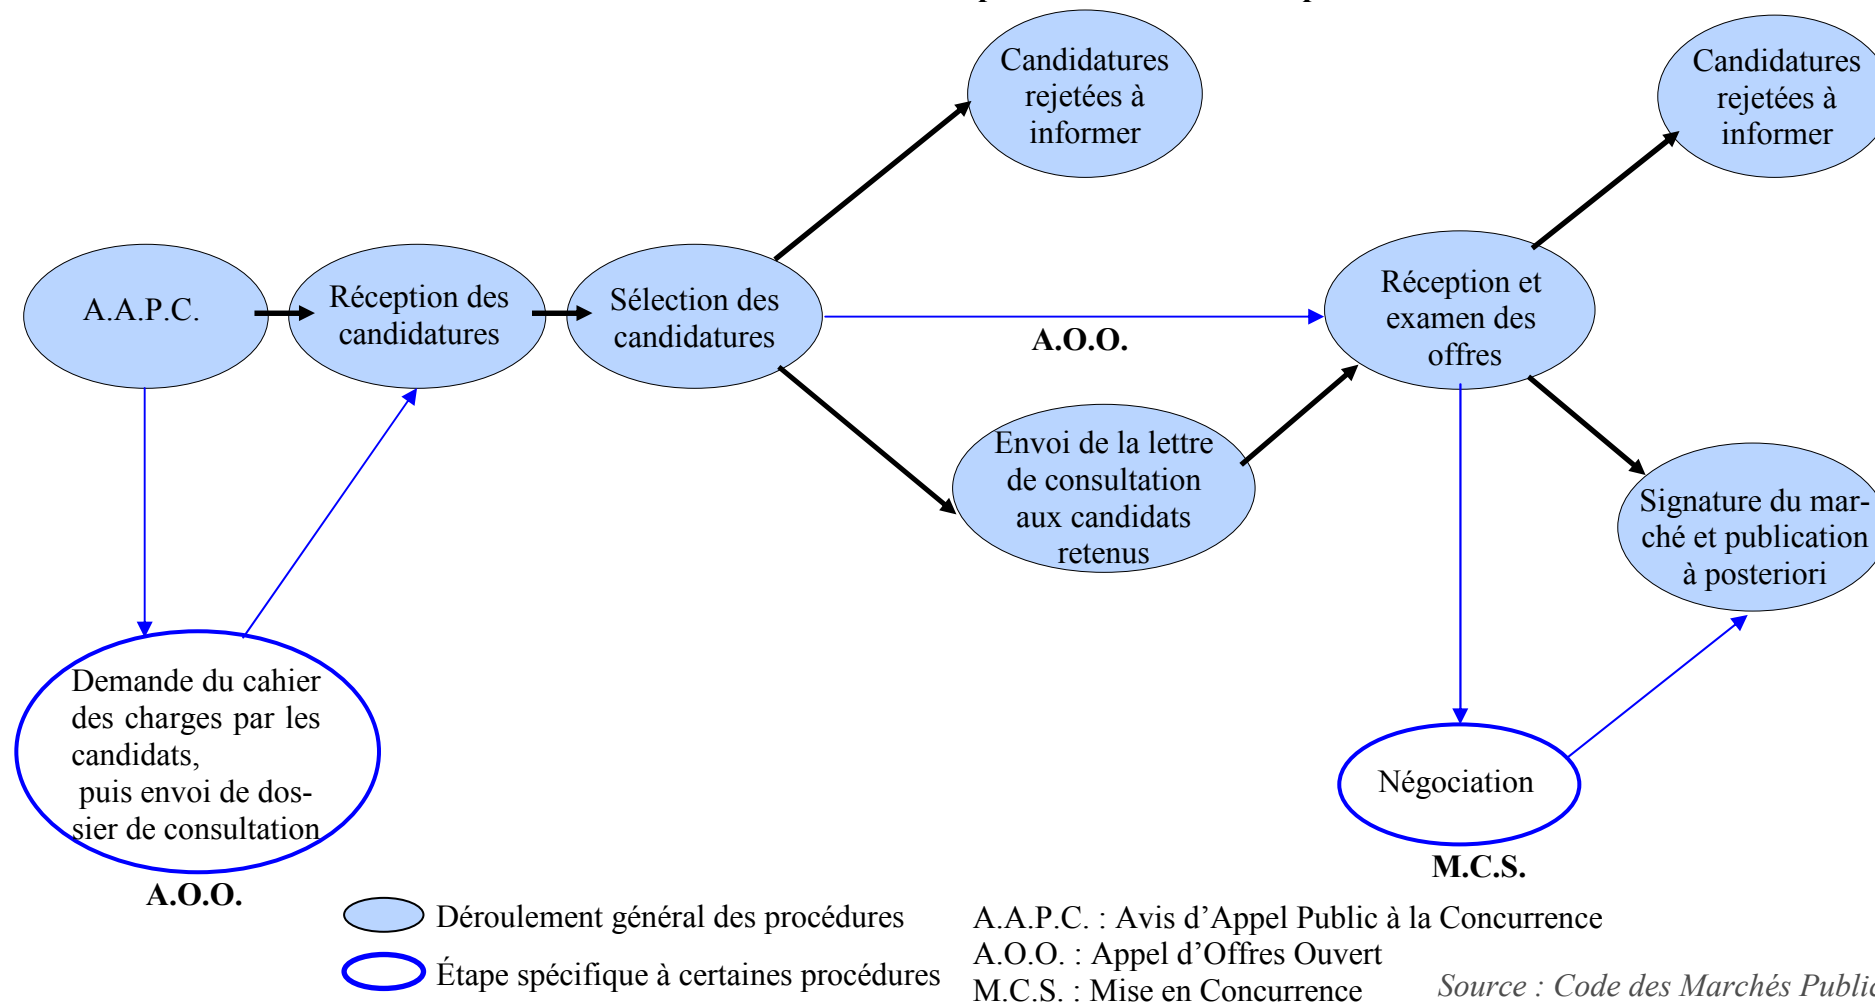 Candidatures
rejetées à
informer
Candidatures
rejetées à
informer
A.A.P.C.
Réception des
candidatures
Sélection des
candidatures
A.O.O.
Réception et
examen des
offres
Envoi de la lettre
de consultation
aux candidats
retenus
Signature du mar-
ché et publication
à posteriori
Demande du cahier
des charges par les
candidats,
puis envoi de dos-
sier de consultation
A.O.O.
Négociation
M.C.S.
Déroulement général des procédures
Étape spécifique à certaines procédures
A.A.P.C. : Avis d’Appel Public à la Concurrence
A.O.O. : Appel d’Offres Ouvert
M.C.S. : Mise en Concurrence
Source : Code des Marchés Public